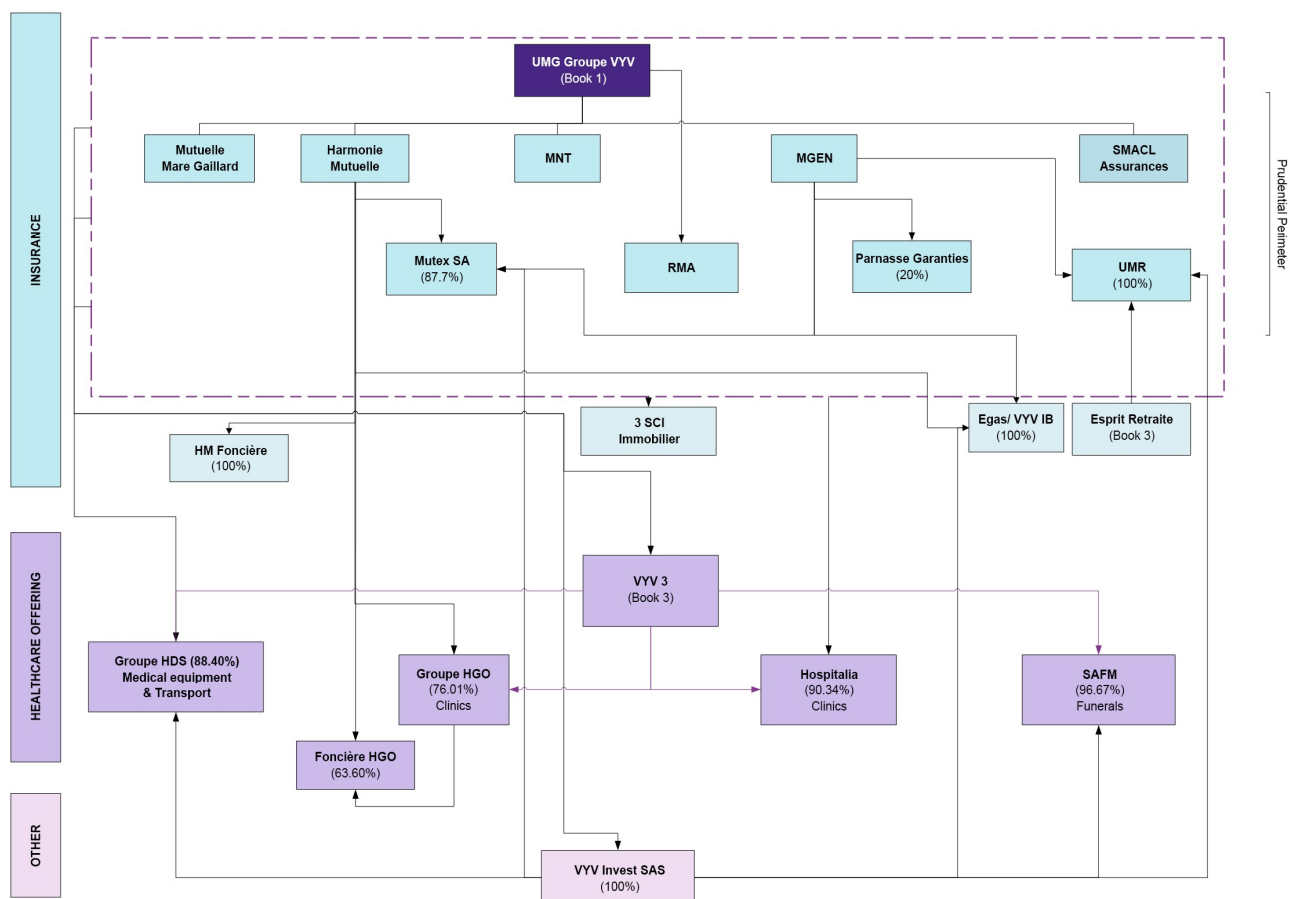 UMG Groupe VYV
(Book 1)
Mutuelle
Mare Gaillard
Harmonie
Mutuelle
MNT
MGEN
SMACL
Assurances
Prudential Perimeter
INSURANCE
Mutex SA
(87.7%)
RMA
Parnasse Garanties
(20%)
UMR
(100%)
HM Foncière
(100%)
3 SCI
Immobilier
Egas/ VYV IB
(100%)
Esprit Retraite
(Book 3)
HEALTHCARE OFFERING
VYV 3
(Book 3)
Groupe HDS (88.40%)
Medical equipment
& Transport
Groupe HGO
(76.01%)
Clinics
Hospitalia
(90.34%)
Clinics
SAFM
(96.67%)
Funerals
Foncière HGO
(63.60%)
OTHER
VYV Invest SAS
(100%)